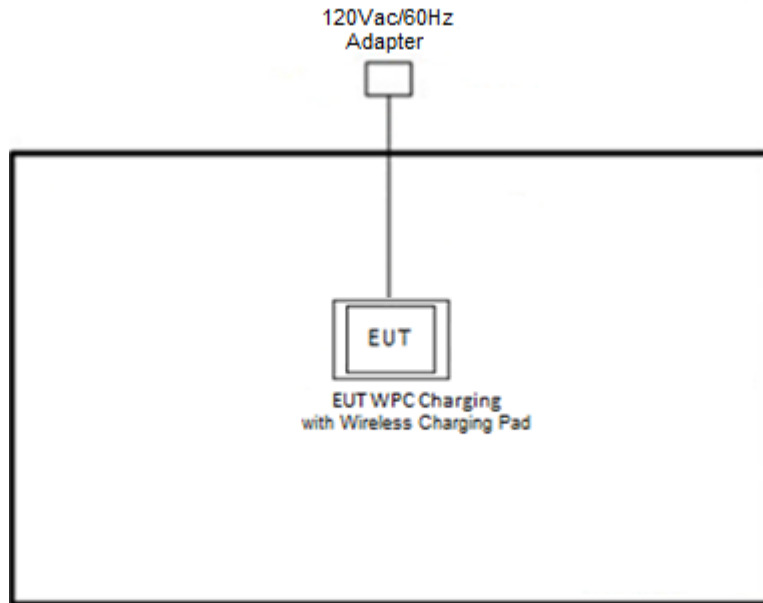 120Vac/60Hz
Adapter
EUT
EUT WPC Charging
with Wireless Charging Pad